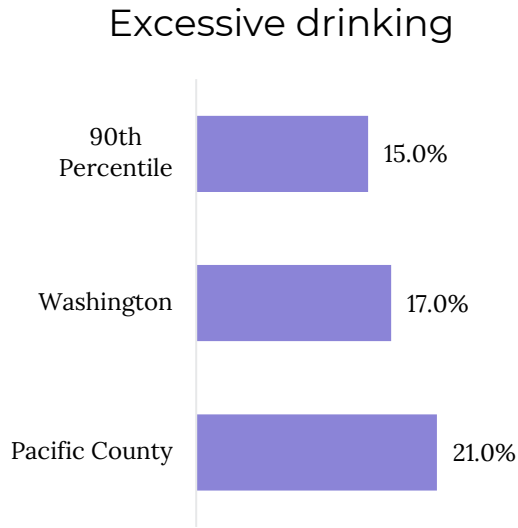 Excessive drinking
90th
Percentile
15.0%
Washington
17.0%
Pacific County
21.0%